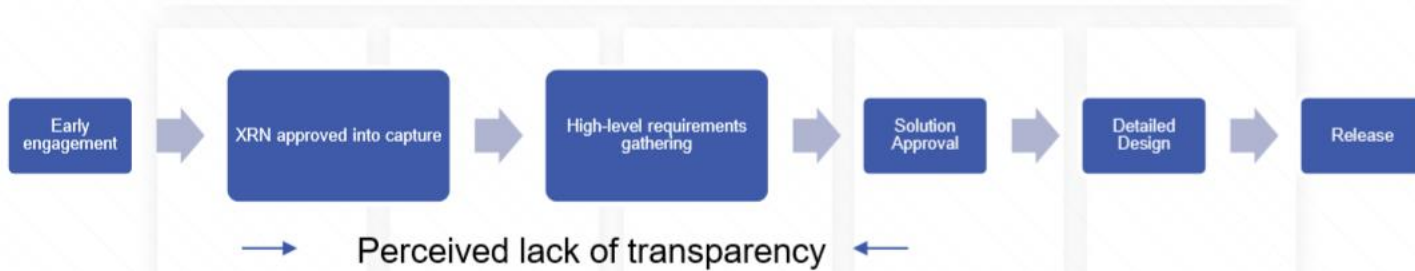 Early
engagement
XRN approved into capture
High-level requirements
gathering
Solution
Approval
Detailed
Design
Release
Perceived lack of transparency